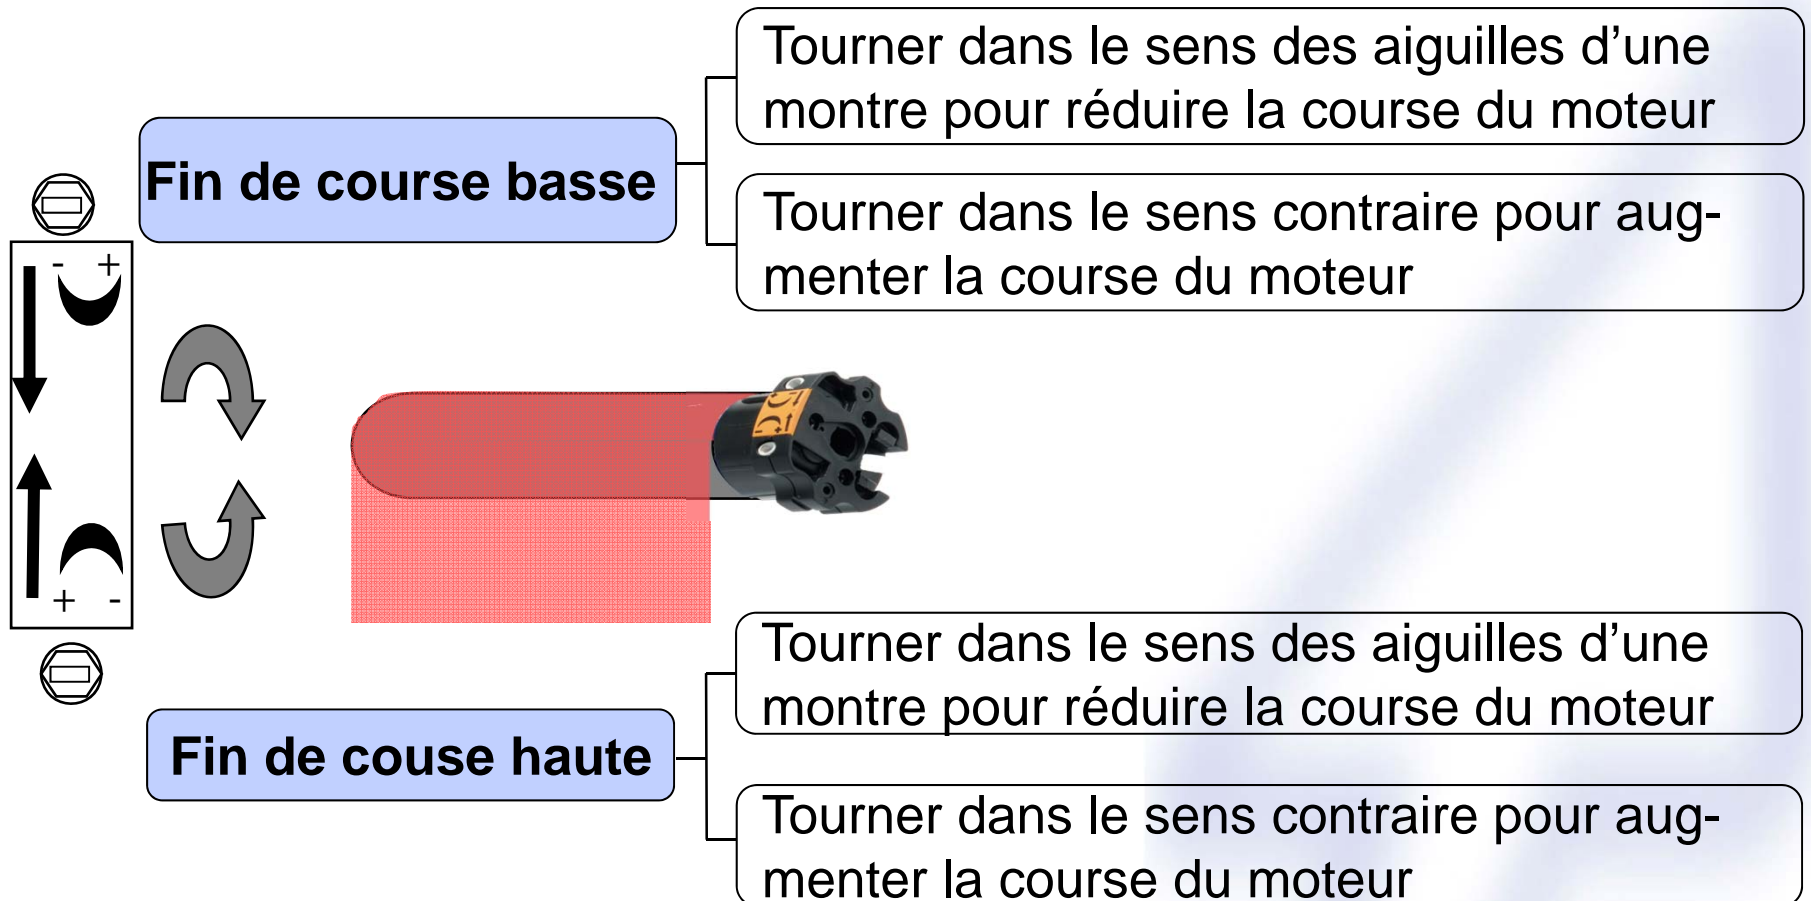 Tourner dans le sens des aiguilles d’une
montre pour réduire la course du moteur
Fin de course basse
Tourner dans le sens contraire pour aug-
menter la course du moteur
- +
+ -
Tourner dans le sens des aiguilles d’une
montre pour réduire la course du moteur
Fin de couse haute
Tourner dans le sens contraire pour aug-
menter la course du moteur